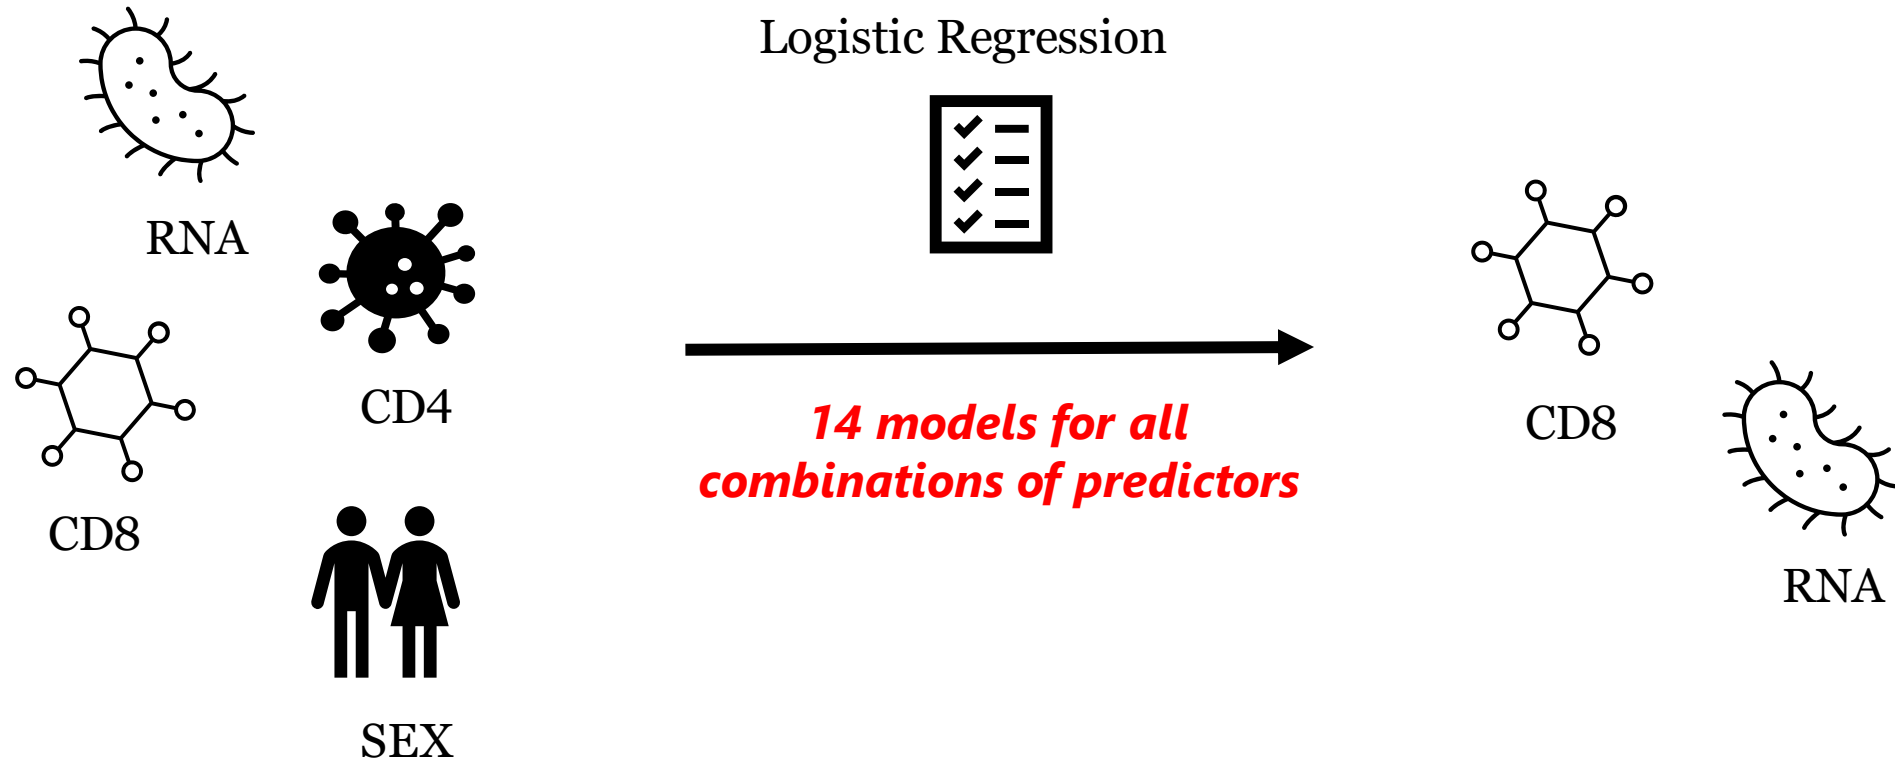 Logistic Regression
RNA
CD4
CD8
SEX
14 models for all
combinations of predictors
CD8
RNA